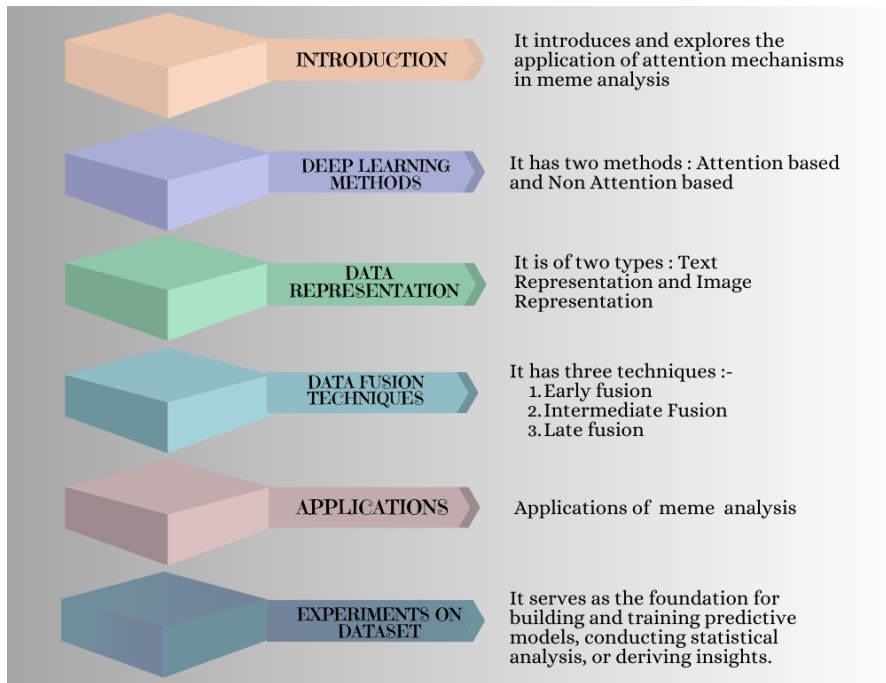 INTRODUCTION
It introduces and explores the
application of attention mechanisms
in meme analysis
DEEP LEARNING
METHODS
It has two methods : Attention based
and Non Attention based
DATA
REPRESENTATION
It is of two types : Text
Representation and Image
Representation
DATA FUSION
TECHNIQUES
It has three techniques :-
1. Early fusion
2. Intermediate Fusion
3. Late fusion
APPLICATIONS
Applications of meme analysis
EXPERIMENTS ON
DATASET
It serves as the foundation for
building and training predictive
models, conducting statistical
analysis, or deriving insights.